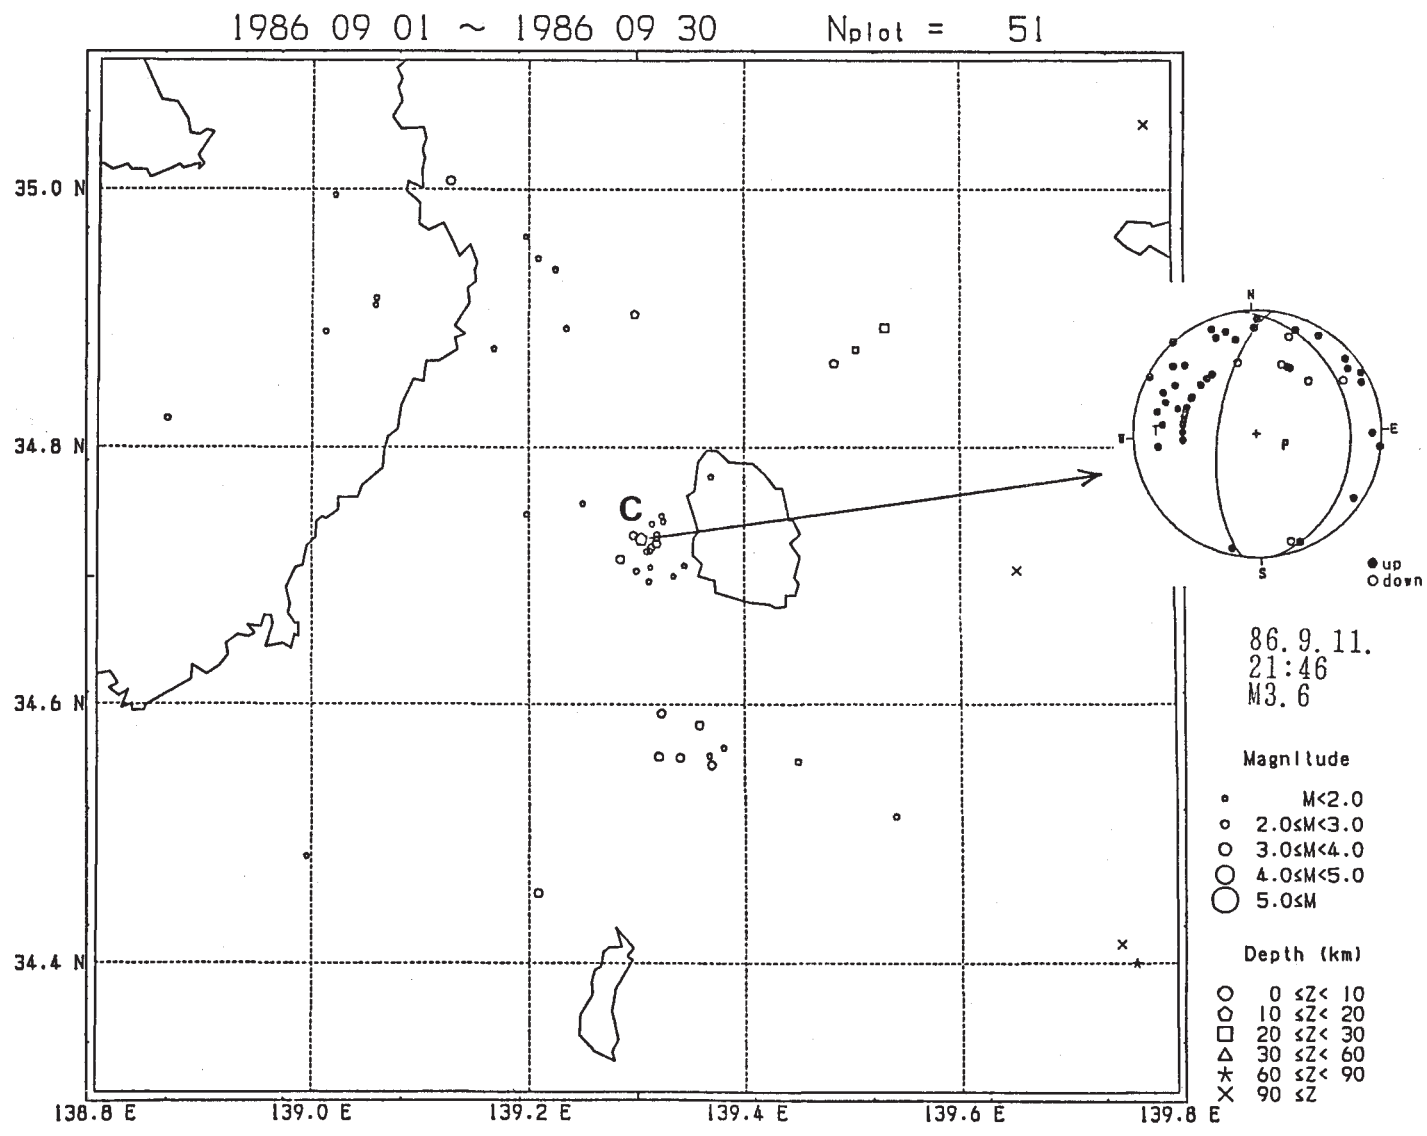 1986 09 01 ~ 1986 09 30 Nplot = 51
35.0 N
34.8 N
34.6 N
34.4 N
138.8 E 139.0 E 139.2 E 139.4 E 139.6 E 139.8 E
C
N
W T P E
S
up
down
86.9.11.
21:46
M3.6
Magnitude
M<2.0
2.0≤M<3.0
3.0≤M<4.0
4.0≤M<5.0
5.0≤M
Depth (km)
0 ≤Z< 10
10 ≤Z< 20
20 ≤Z< 30
30 ≤Z< 60
60 ≤Z< 90
90 ≤Z